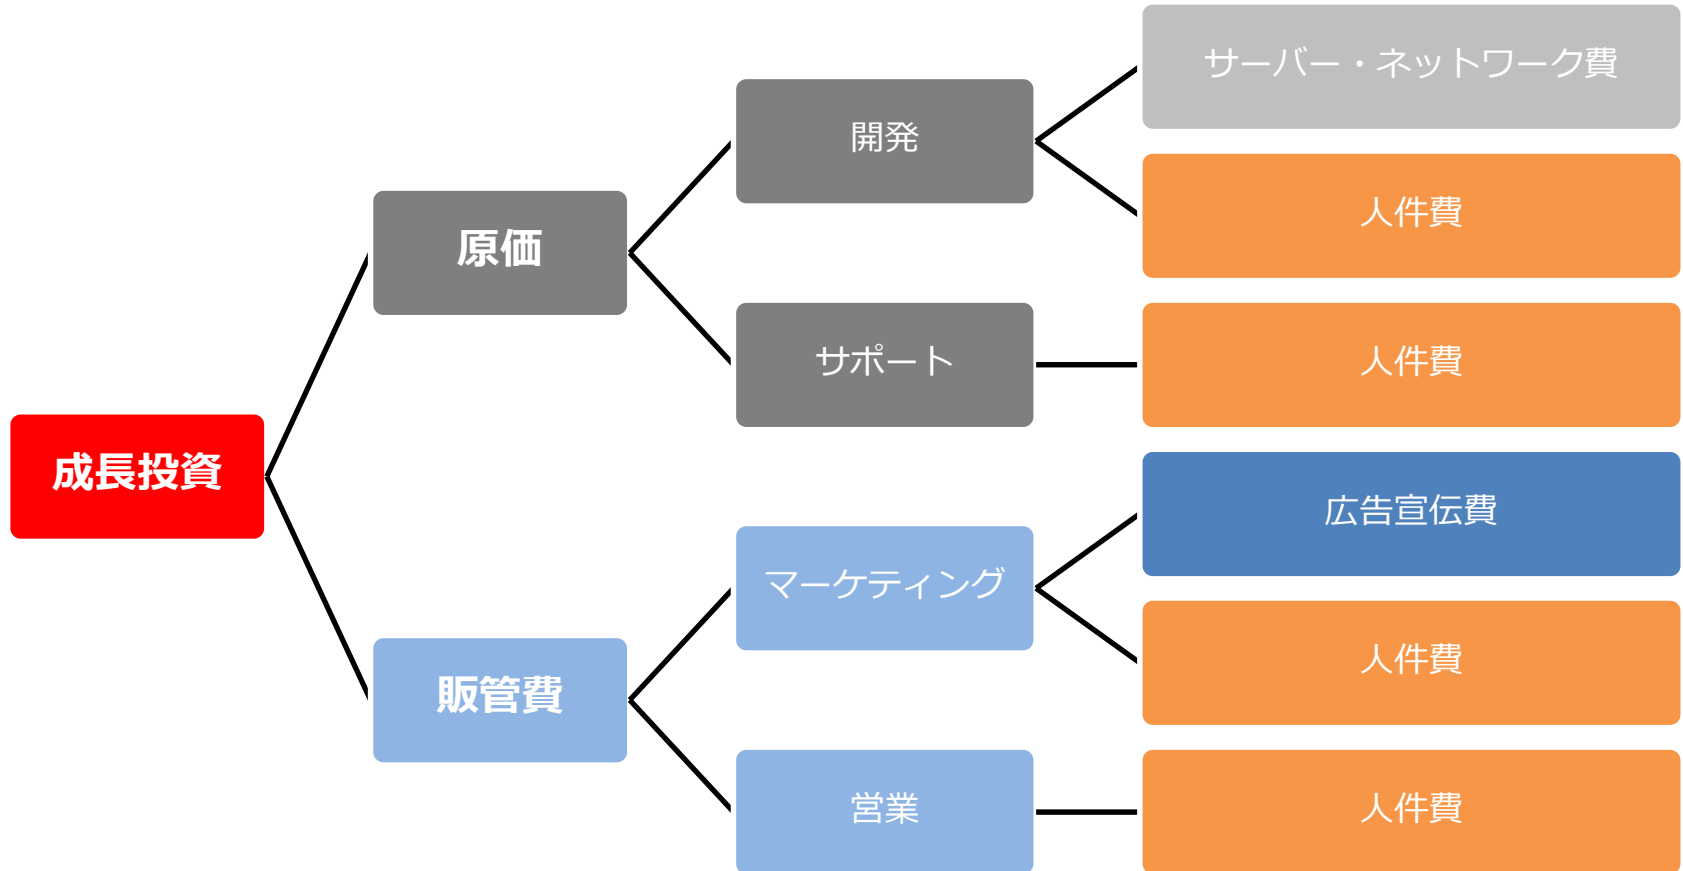 成長投資
原価
開発
サーバー・ネットワーク費
人件費
サポート
人件費
販管費
マーケティング
広告宣伝費
人件費
営業
人件費